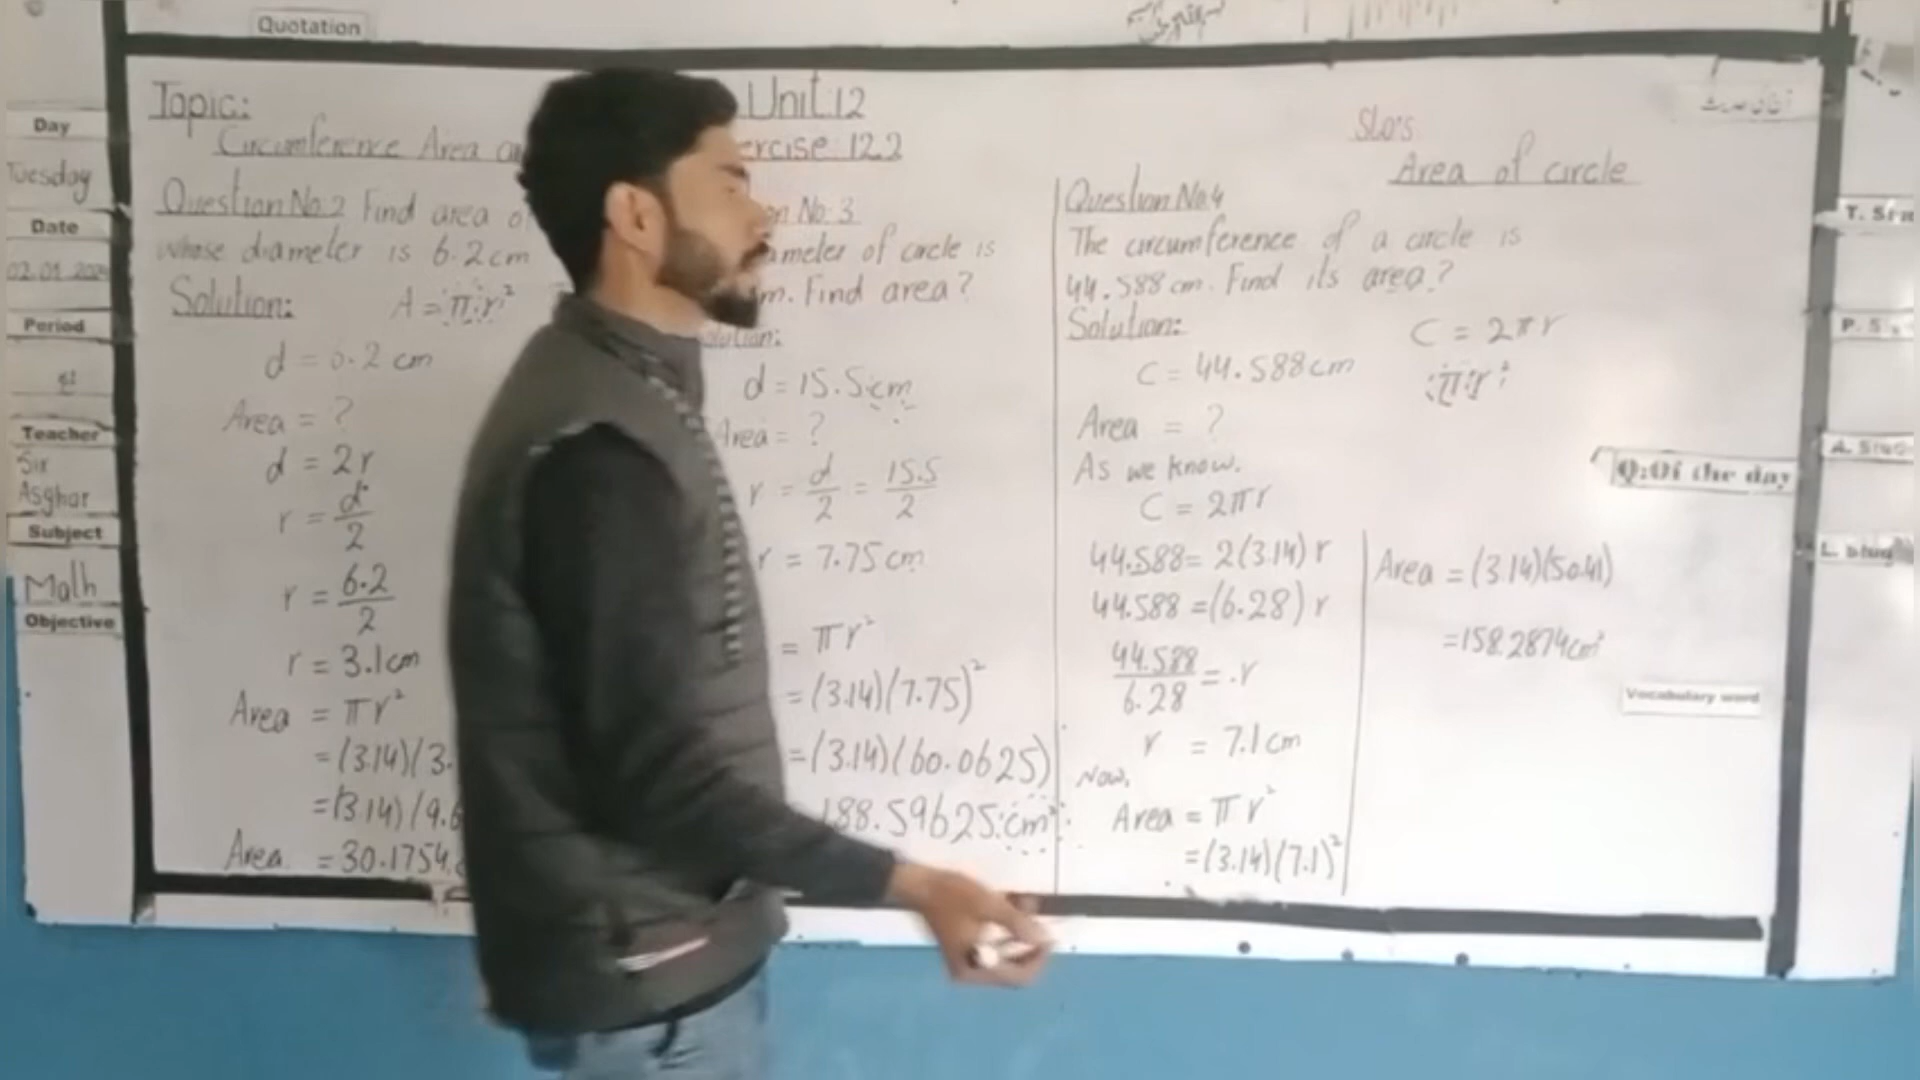 Quotation
Day
Tuesday
Date
Period
Teacher
Sir
Asghar
Subject
Math
Objective
Topic:
Unit:12
Circumference Area
ercise 12.2
Question No.2 Find area
whose diameter is 6.2cm
Solution:
A = πr²
d = 6.2 cm
Area = ?
d = 2r
r = d/2
r = 6.2/2
r = 3.1cm
Area = πr²
= (3.14)(3.
= (3.14)(9.6
Area = 30.1754
on No: 3
ameter of circle is
m. Find area?
olution:
d = 15.5cm
Area = ?
r = d/2 = 15.5/2
r = 7.75cm
= πr²
= (3.14)(7.75)²
= (3.14)(60.0625)
188.59625cm²
Slo's
Area of circle
Question No.4
The circumference of a circle is
44.588cm. Find its area?
Solution:
C = 2πr
πr²
C = 44.588cm
Area = ?
As we know.
C = 2πr
44.588 = 2(3.14) r
44.588 = (6.28) r
44.588/6.28 = r
r = 7.1cm
Now,
Area = πr²
= (3.14)(7.1)²
Area = (3.14)(50.41)
= 158.2874cm²
Q:Of the day
Vocabulary word